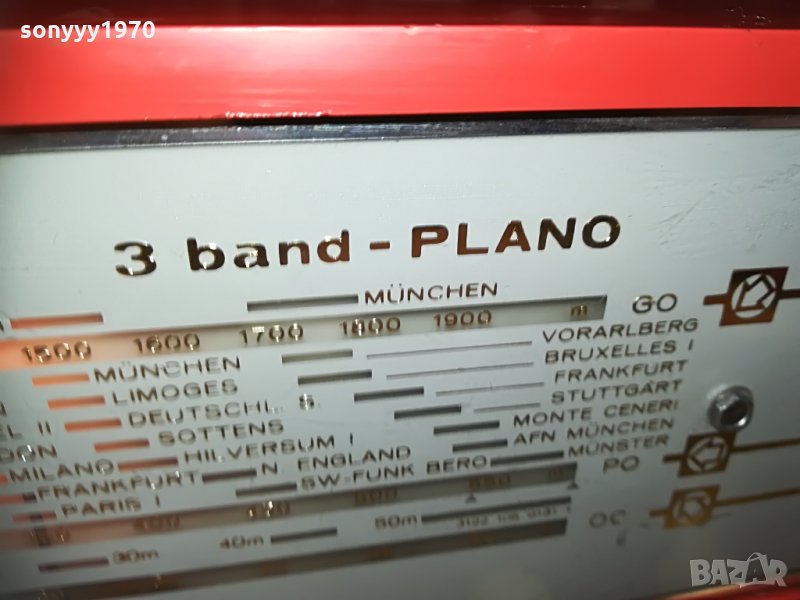 sonyyy1970
3 band - PLANO
MÜNCHEN
1500 1600 1700 1800 1900 m GO
VORARLBERG
MÜNCHEN BRUXELLES I
LIMOGES FRANKFURT
DEUTSCHL. S. STUTTGART
SOTTENS MONTE CENERI
HILVERSUM I AFN MÜNCHEN
MILANO N ENGLAND MÜNSTER
FRANKFURT SW-FUNK BERO PO
PARIS I
50m OC
30m 40m
BAZAR